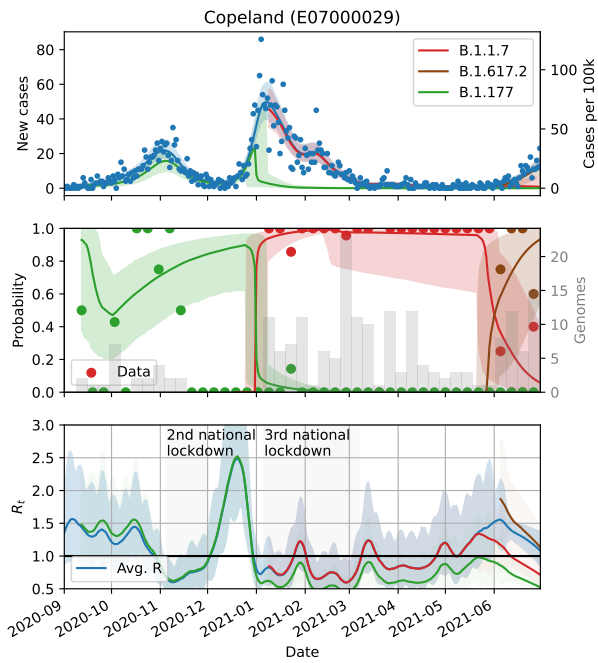 Copeland (E07000029)
New cases
80
60
40
20
0
B.1.1.7
B.1.617.2
B.1.177
100
50
0
Cases per 100k
Probability
1.0
0.8
0.6
0.4
0.2
0.0
Data
20
15
10
5
0
Genomes
R_t
3.0
2.5
2.0
1.5
1.0
0.5
2nd national
lockdown
3rd national
lockdown
Avg. R
2020-09
2020-10
2020-11
2020-12
2021-01
2021-02
2021-03
2021-04
2021-05
2021-06
Date